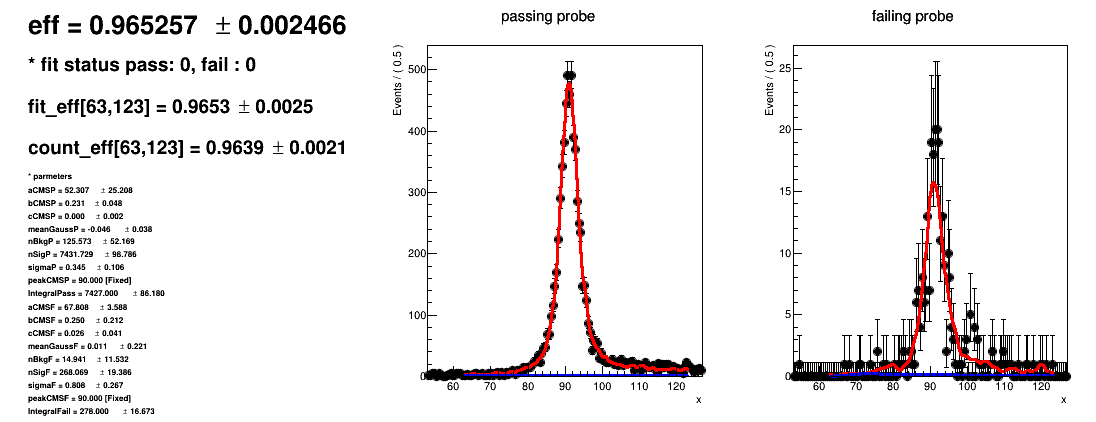 eff = 0.965257 ± 0.002466
* fit status pass: 0, fail : 0
fit_eff[63,123] = 0.9653 ± 0.0025
count_eff[63,123] = 0.9639 ± 0.0021
* parmeters
aCMSP = 52.307 ± 25.208
bCMSP = 0.231 ± 0.048
cCMSP = 0.000 ± 0.002
meanGaussP = -0.046 ± 0.038
nBkgP = 125.573 ± 52.169
nSigP = 7431.729 ± 98.786
sigmaP = 0.345 ± 0.106
peakCMSP = 90.000 [Fixed]
IntegralPass = 7427.000 ± 86.180
aCMSF = 67.808 ± 3.588
bCMSF = 0.250 ± 0.212
cCMSF = 0.026 ± 0.041
meanGaussF = 0.011 ± 0.221
nBkgF = 14.941 ± 11.532
nSigF = 268.069 ± 19.386
sigmaF = 0.808 ± 0.267
peakCMSF = 90.000 [Fixed]
IntegralFail = 278.000 ± 16.673
passing probe
Events / ( 0.5 )
500
400
300
200
100
0
60 70 80 90 100 110 120
x
failing probe
Events / ( 0.5 )
25
20
15
10
5
0
60 70 80 90 100 110 120
x